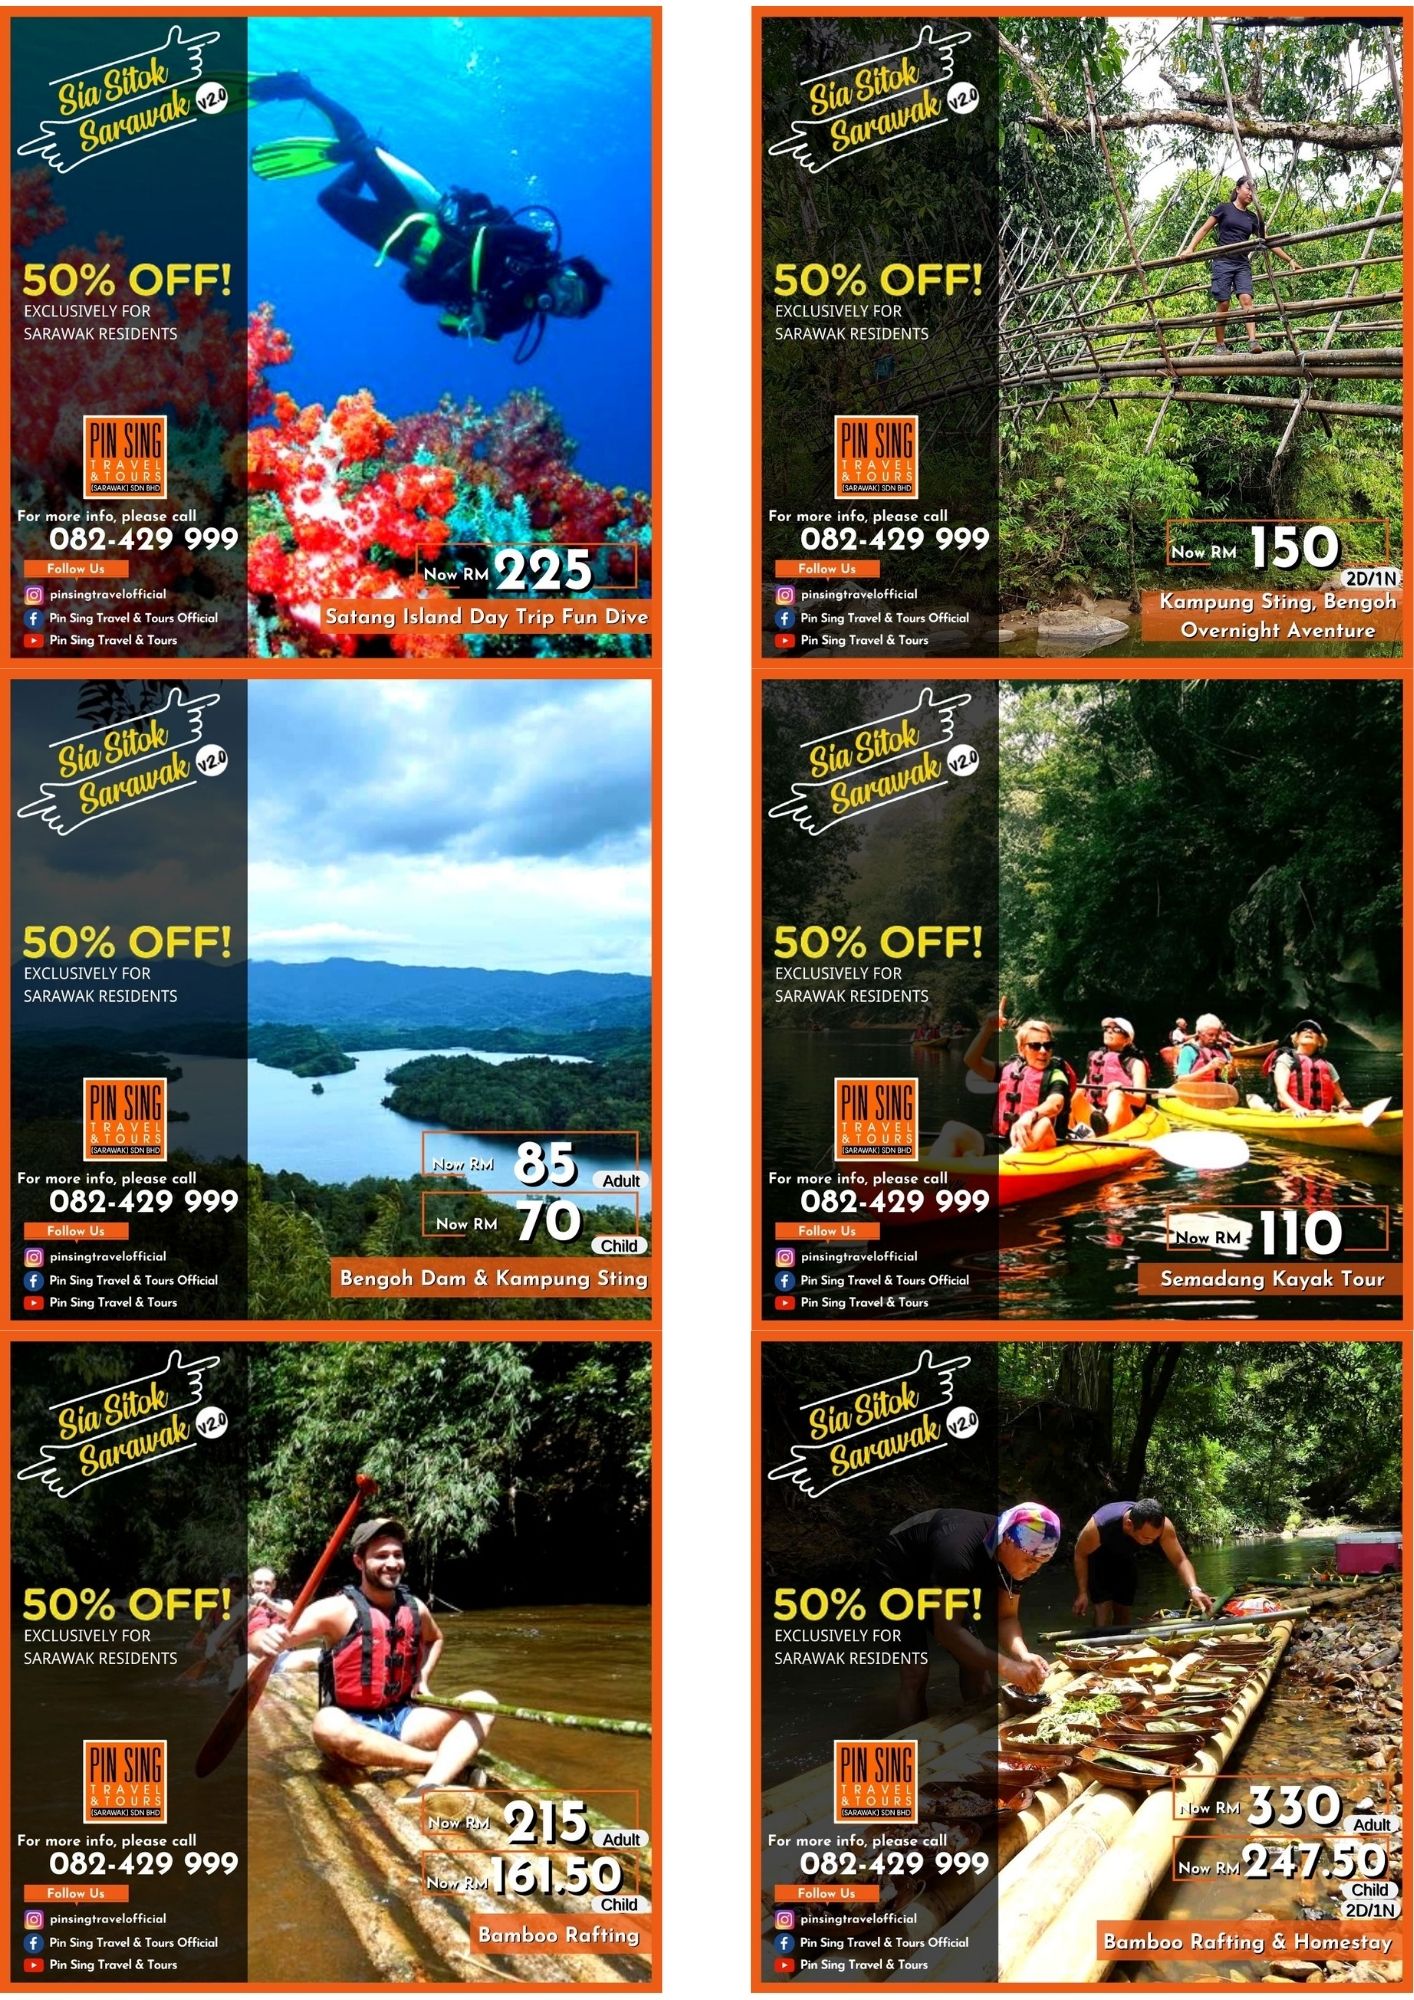 Sia Sitok
Sarawak v2.0
50% OFF!
EXCLUSIVELY FOR
SARAWAK RESIDENTS
PIN SING
TRAVEL
& TOURS
(SARAWAK) SDN BHD
For more info, please call
082-429 999
Follow Us
pinsingtravelofficial
Pin Sing Travel & Tours Official
Pin Sing Travel & Tours
Now RM 225
Satang Island Day Trip Fun Dive
Sia Sitok
Sarawak v2.0
50% OFF!
EXCLUSIVELY FOR
SARAWAK RESIDENTS
PIN SING
TRAVEL
& TOURS
(SARAWAK) SDN BHD
For more info, please call
082-429 999
Follow Us
pinsingtravelofficial
Pin Sing Travel & Tours Official
Pin Sing Travel & Tours
Now RM 150
2D/1N
Kampung Sting, Bengoh
Overnight Aventure
Sia Sitok
Sarawak v2.0
50% OFF!
EXCLUSIVELY FOR
SARAWAK RESIDENTS
PIN SING
TRAVEL
& TOURS
(SARAWAK) SDN BHD
For more info, please call
082-429 999
Follow Us
pinsingtravelofficial
Pin Sing Travel & Tours Official
Pin Sing Travel & Tours
Now RM 85
Adult
Now RM 70
Child
Bengoh Dam & Kampung Sting
Sia Sitok
Sarawak v2.0
50% OFF!
EXCLUSIVELY FOR
SARAWAK RESIDENTS
PIN SING
TRAVEL
& TOURS
(SARAWAK) SDN BHD
For more info, please call
082-429 999
Follow Us
pinsingtravelofficial
Pin Sing Travel & Tours Official
Pin Sing Travel & Tours
Now RM 110
Semadang Kayak Tour
Sia Sitok
Sarawak v2.0
50% OFF!
EXCLUSIVELY FOR
SARAWAK RESIDENTS
PIN SING
TRAVEL
& TOURS
(SARAWAK) SDN BHD
For more info, please call
082-429 999
Follow Us
pinsingtravelofficial
Pin Sing Travel & Tours Official
Pin Sing Travel & Tours
Now RM 215
Adult
Now RM 161.50
Child
Bamboo Rafting
Sia Sitok
Sarawak v2.0
50% OFF!
EXCLUSIVELY FOR
SARAWAK RESIDENTS
PIN SING
TRAVEL
& TOURS
(SARAWAK) SDN BHD
For more info, please call
082-429 999
Follow Us
pinsingtravelofficial
Pin Sing Travel & Tours Official
Pin Sing Travel & Tours
Now RM 330
Adult
Now RM 247.50
Child
2D/1N
Bamboo Rafting & Homestay